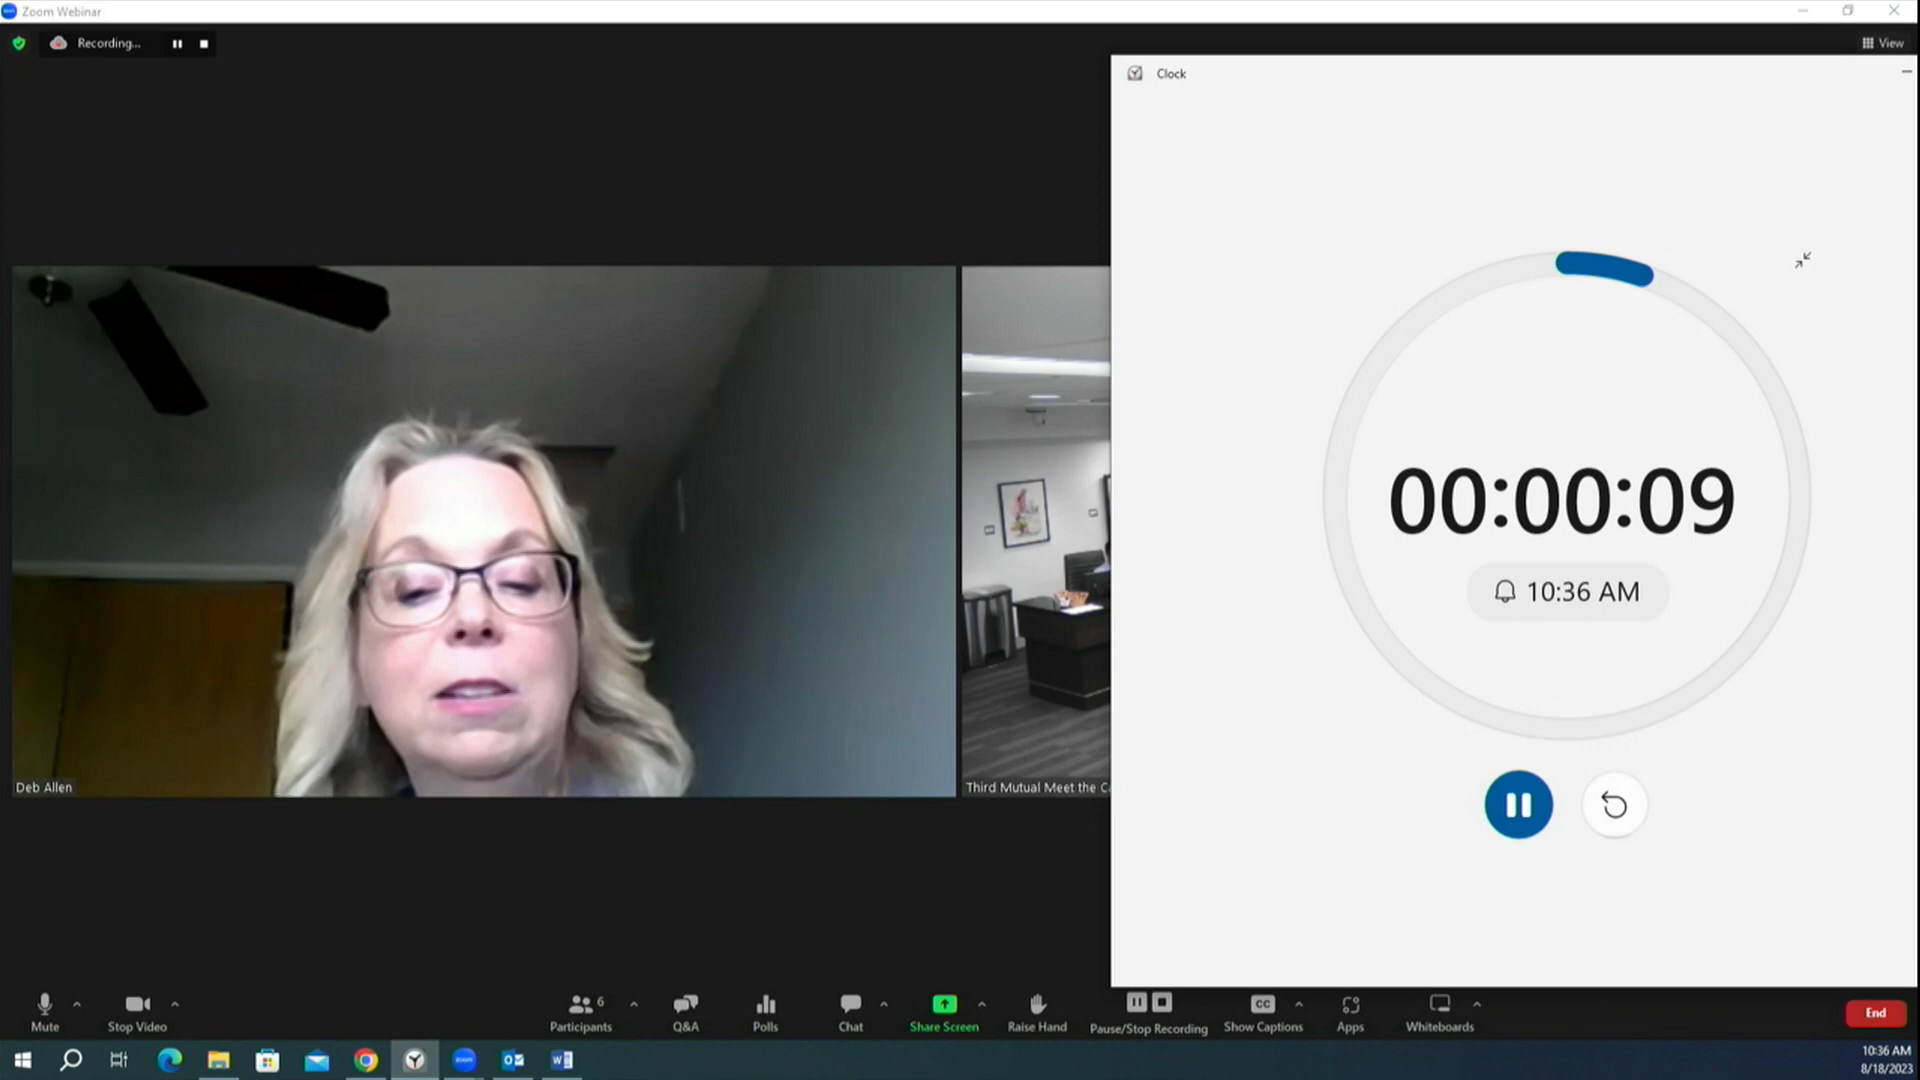 Zoom Webinar
Recording...
View
Clock
00:00:09
10:36 AM
Deb Allen
Third Mutual Meet the
Mute
Stop Video
6
Participants
Q&A
Polls
Chat
Share Screen
Raise Hand
Pause/Stop Recording
CC
Show Captions
Apps
Whiteboards
End
zoom
10:36 AM
8/18/2023